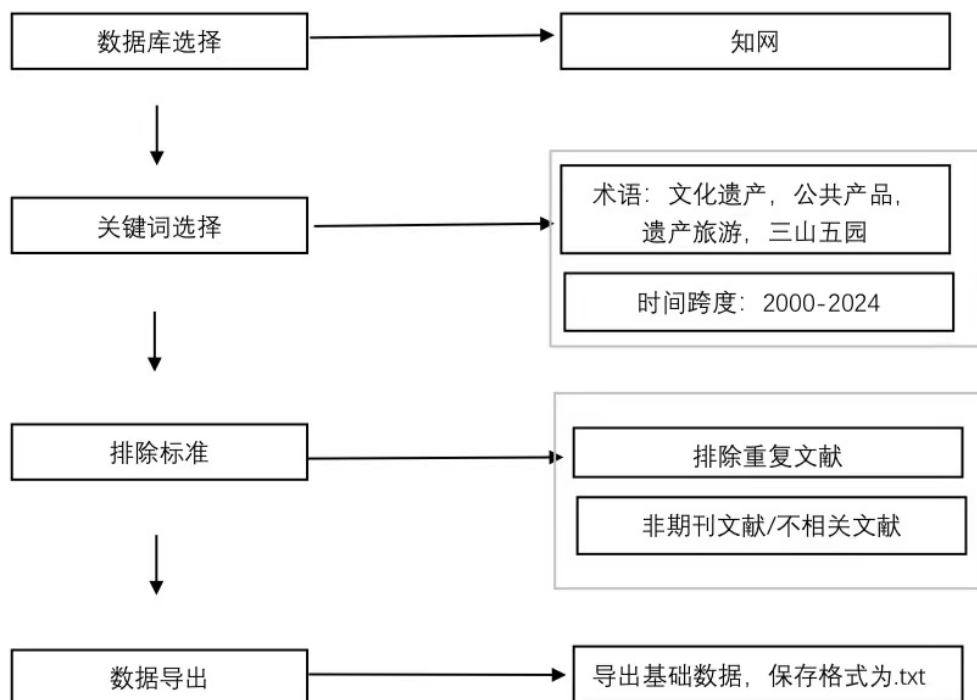 数据库选择
知网
关键词选择
术语：文化遗产，公共产品，
遗产旅游，三山五园
时间跨度：2000-2024
排除标准
排除重复文献
非期刊文献/不相关文献
数据导出
导出基础数据，保存格式为.txt